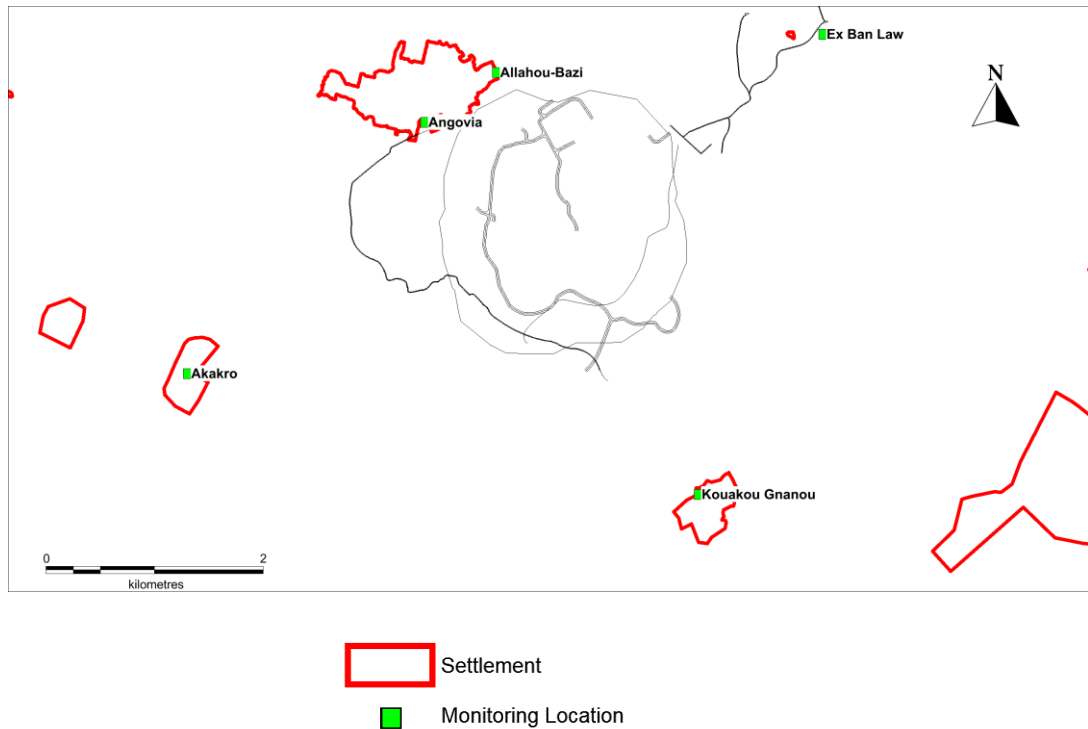 Ex Ban Law
Allahou-Bazi
N
Angovia
Akakro
Kouakou Gnanou
0 2
kilometres
Settlement
Monitoring Location